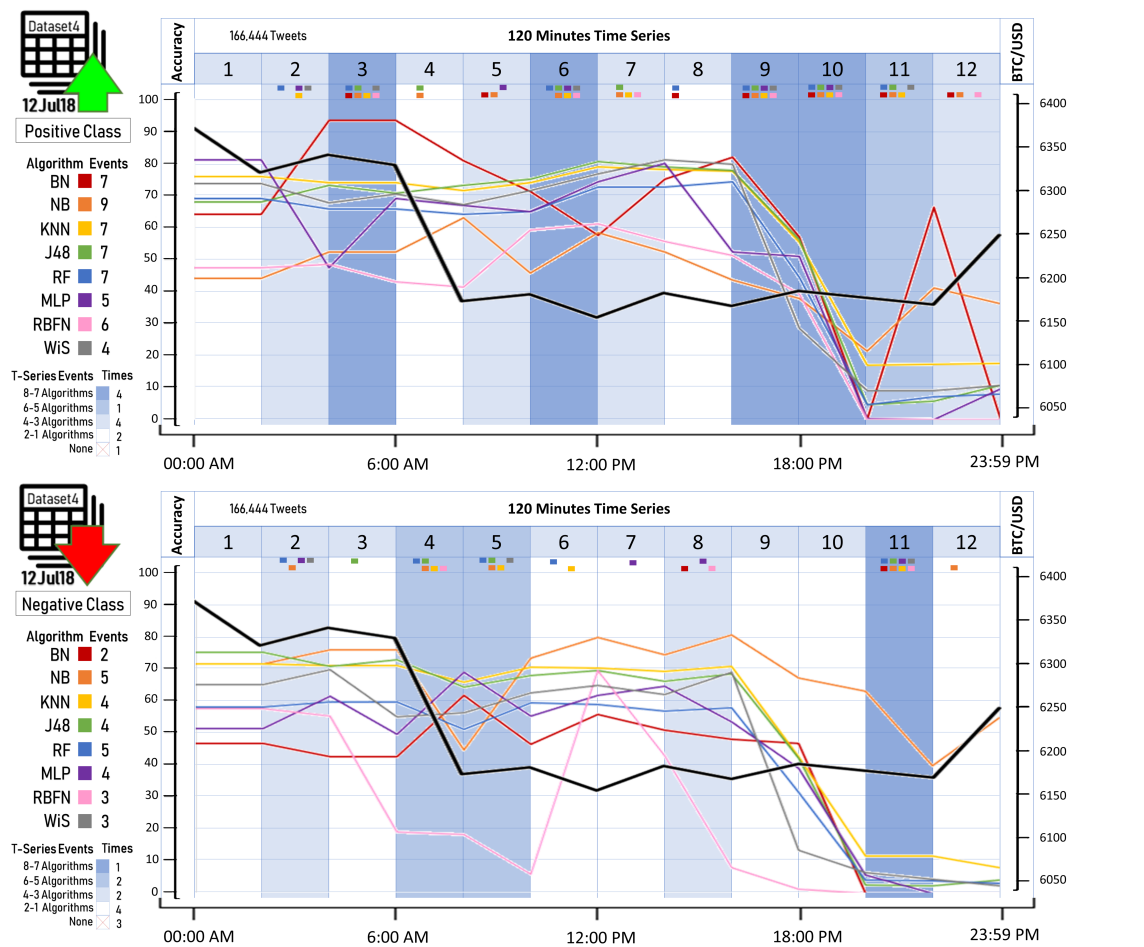 Dataset4
12Jul18
Positive Class
Algorithm Events
BN 7
NB 9
KNN 7
J48 7
RF 7
MLP 5
RBFN 6
WiS 4
T-Series Events Times
8-7 Algorithms 4
6-5 Algorithms 1
4-3 Algorithms 4
2-1 Algorithms 2
None 1
166,444 Tweets 120 Minutes Time Series
Accuracy
BTC/USD
1 2 3 4 5 6 7 8 9 10 11 12
100
90
80
70
60
50
40
30
20
10
0
6400
6350
6300
6250
6200
6150
6100
6050
00:00 AM 6:00 AM 12:00 PM 18:00 PM 23:59 PM
Dataset4
12Jul18
Negative Class
Algorithm Events
BN 2
NB 5
KNN 4
J48 4
RF 5
MLP 4
RBFN 3
WiS 3
T-Series Events Times
8-7 Algorithms 1
6-5 Algorithms 2
4-3 Algorithms 2
2-1 Algorithms 4
None 3
166,444 Tweets 120 Minutes Time Series
Accuracy
BTC/USD
1 2 3 4 5 6 7 8 9 10 11 12
100
90
80
70
60
50
40
30
20
10
0
6400
6350
6300
6250
6200
6150
6100
6050
00:00 AM 6:00 AM 12:00 PM 18:00 PM 23:59 PM